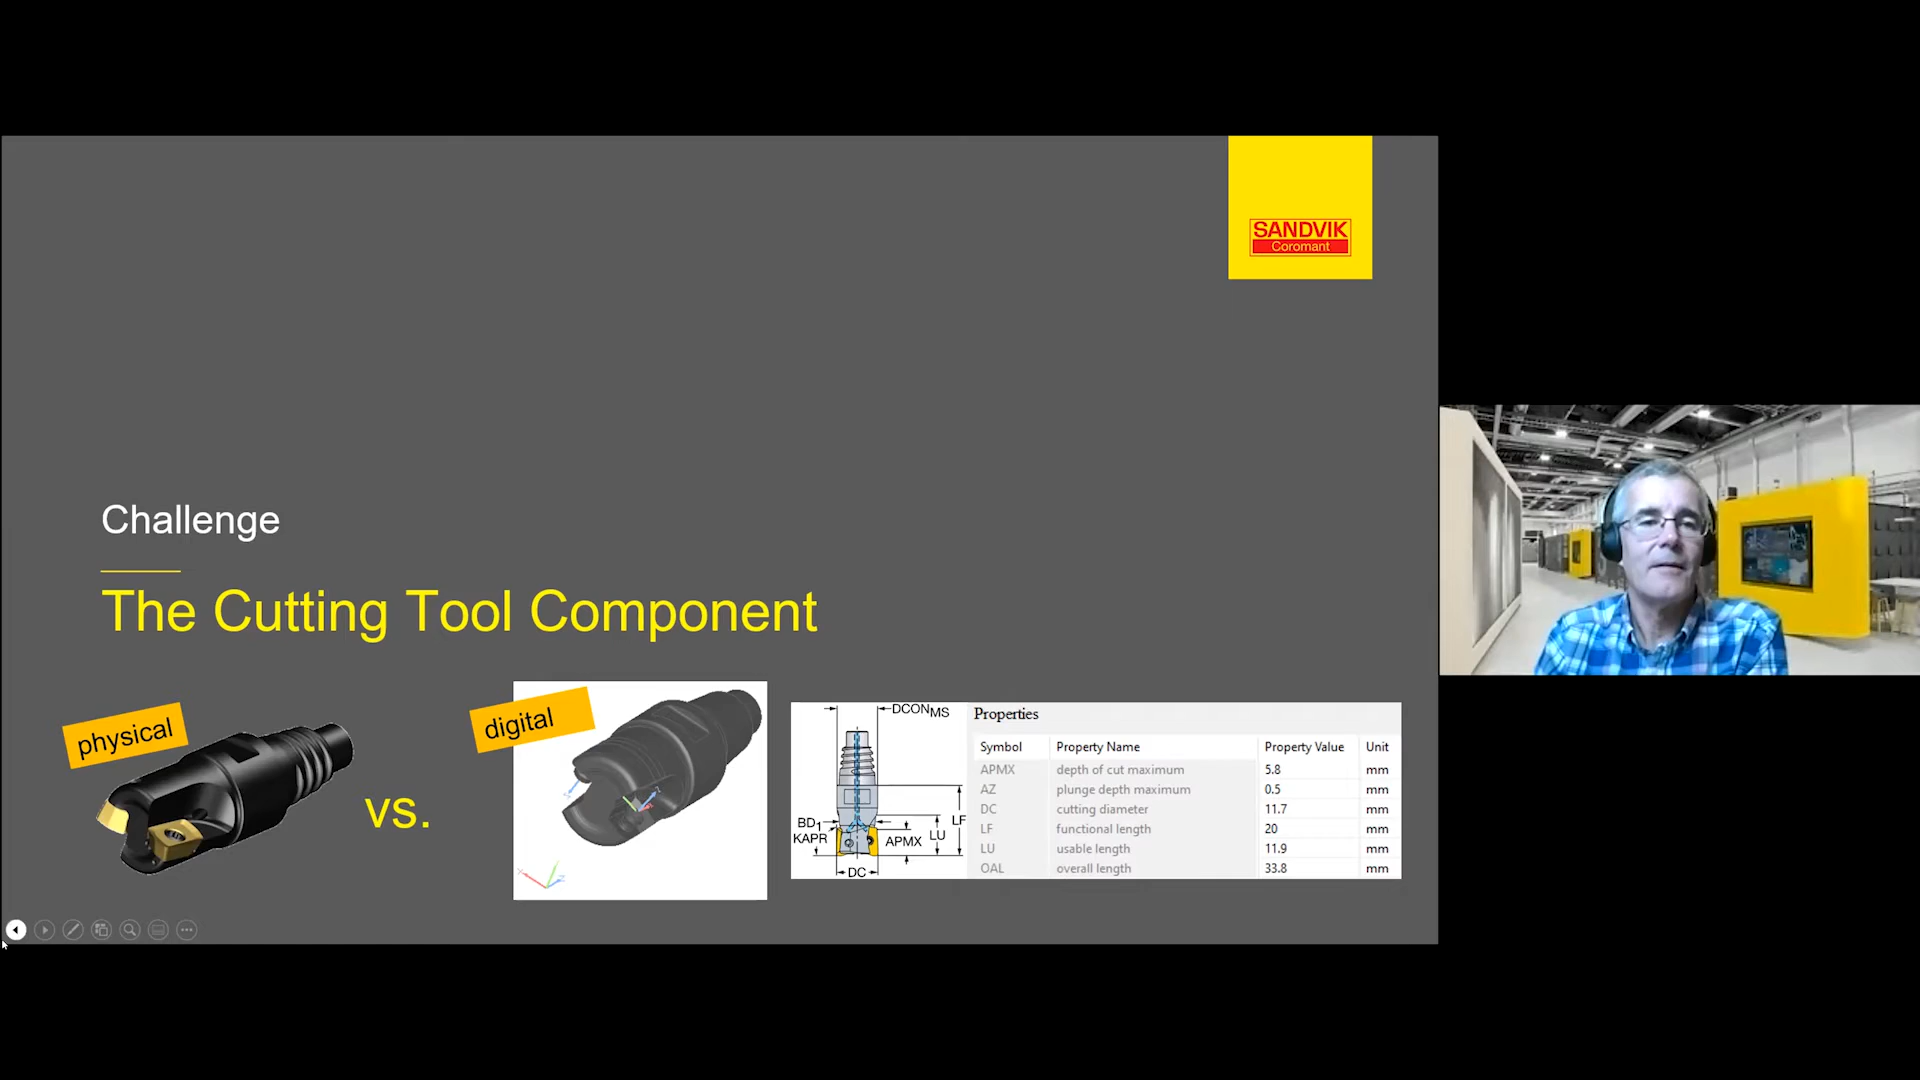 SANDVIK
Coromant
Challenge
The Cutting Tool Component
physical
vs.
digital
DCONMS
BD1
KAPR
APMX
LU
LF
DC
Properties
Symbol Property Name Property Value Unit
APMX depth of cut maximum 5.8 mm
AZ plunge depth maximum 0.5 mm
DC cutting diameter 11.7 mm
LF functional length 20 mm
LU usable length 11.9 mm
OAL overall length 33.8 mm